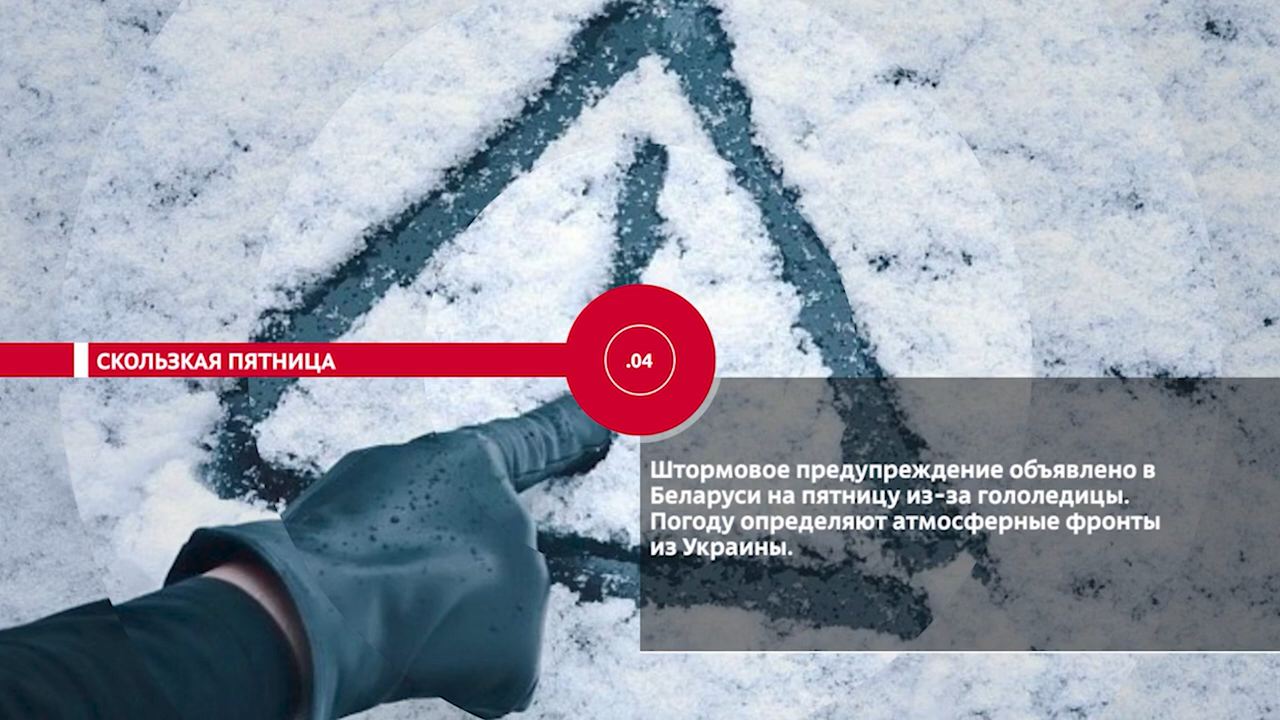 СКОЛЬЗКАЯ ПЯТНИЦА
.04
Штормовое предупреждение объявлено в
Беларуси на пятницу из-за гололедицы.
Погоду определяют атмосферные фронты
из Украины.